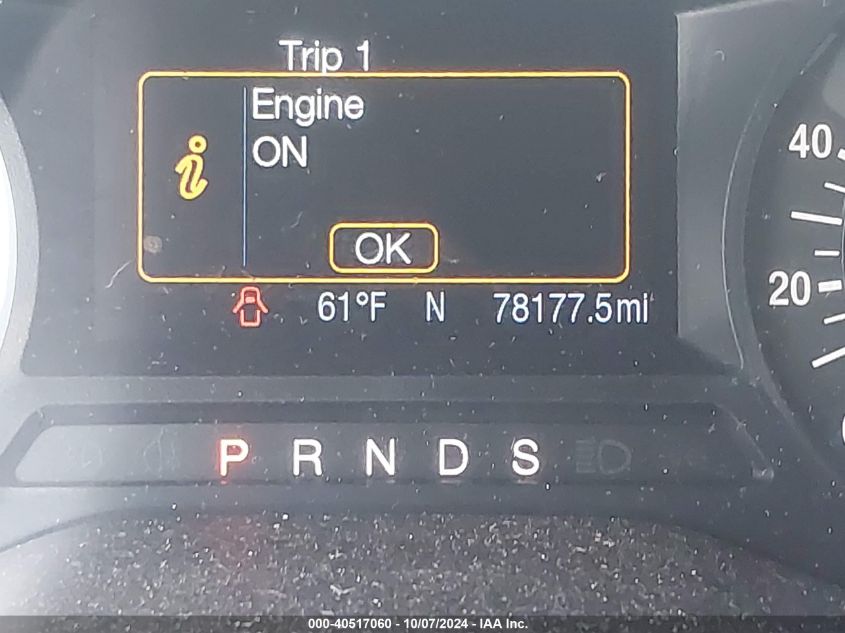 Trip 1
Engine
ON
OK
61°F N 78177.5mi
40
20
P R N D S
000-40517060 - 10/07/2024 - IAA Inc.